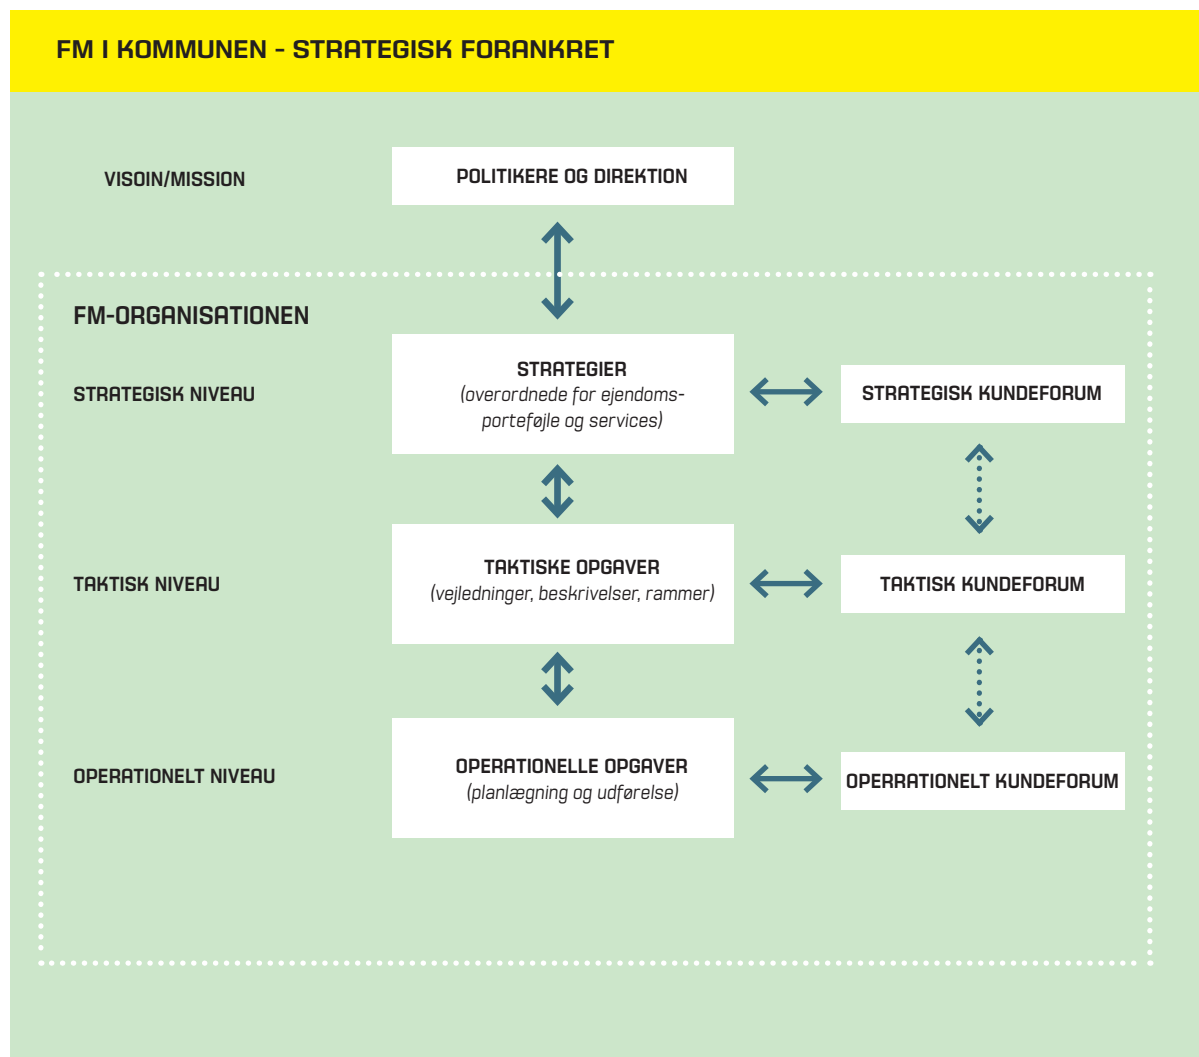 FM I KOMMUNEN - STRATEGISK FORANKRET
VISOIN/MISSION
POLITIKERE OG DIREKTION
FM-ORGANISATIONEN
STRATEGISK NIVEAU
STRATEGIER
(overordnede for ejendoms-
porteføjle og services)
STRATEGISK KUNDEFORUM
TAKTISK NIVEAU
TAKTISKE OPGAVER
(vejledninger, beskrivelser, rammer)
TAKTISK KUNDEFORUM
OPERATIONELT NIVEAU
OPERATIONELLE OPGAVER
(planlægning og udførelse)
OPERRATIONELT KUNDEFORUM